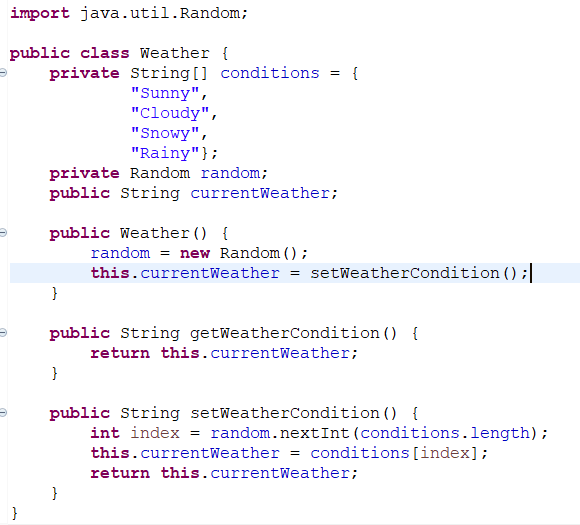 import java.util.Random;
public class Weather {
    private String[] conditions = {
            "Sunny",
            "Cloudy",
            "Snowy",
            "Rainy"};
    private Random random;
    public String currentWeather;
    public Weather() {
        random = new Random();
        this.currentWeather = setWeatherCondition();
    }
    public String getWeatherCondition() {
        return this.currentWeather;
    }
    public String setWeatherCondition() {
        int index = random.nextInt(conditions.length);
        this.currentWeather = conditions[index];
        return this.currentWeather;
    }
}